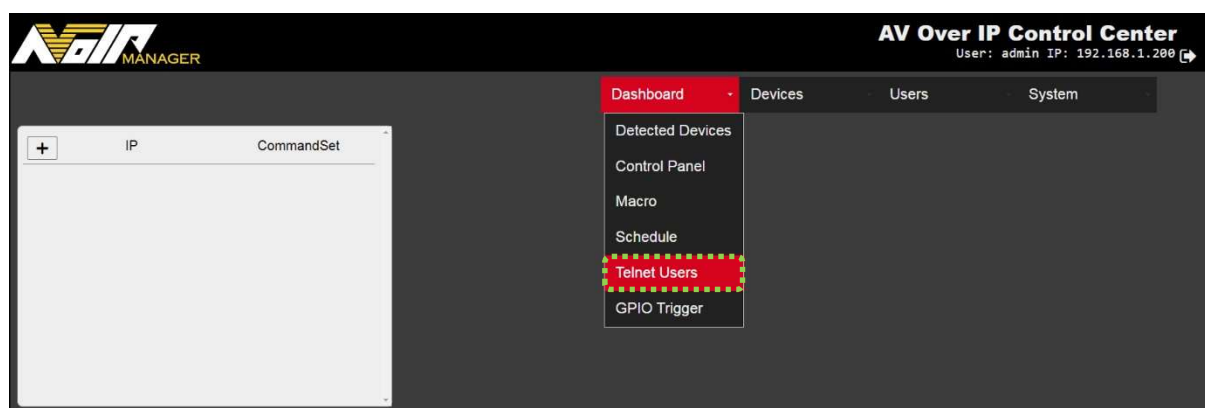 AVoIP MANAGER
AV Over IP Control Center
User: admin IP: 192.168.1.200
Dashboard Devices Users System
+ IP CommandSet
Detected Devices
Control Panel
Macro
Schedule
Telnet Users
GPIO Trigger